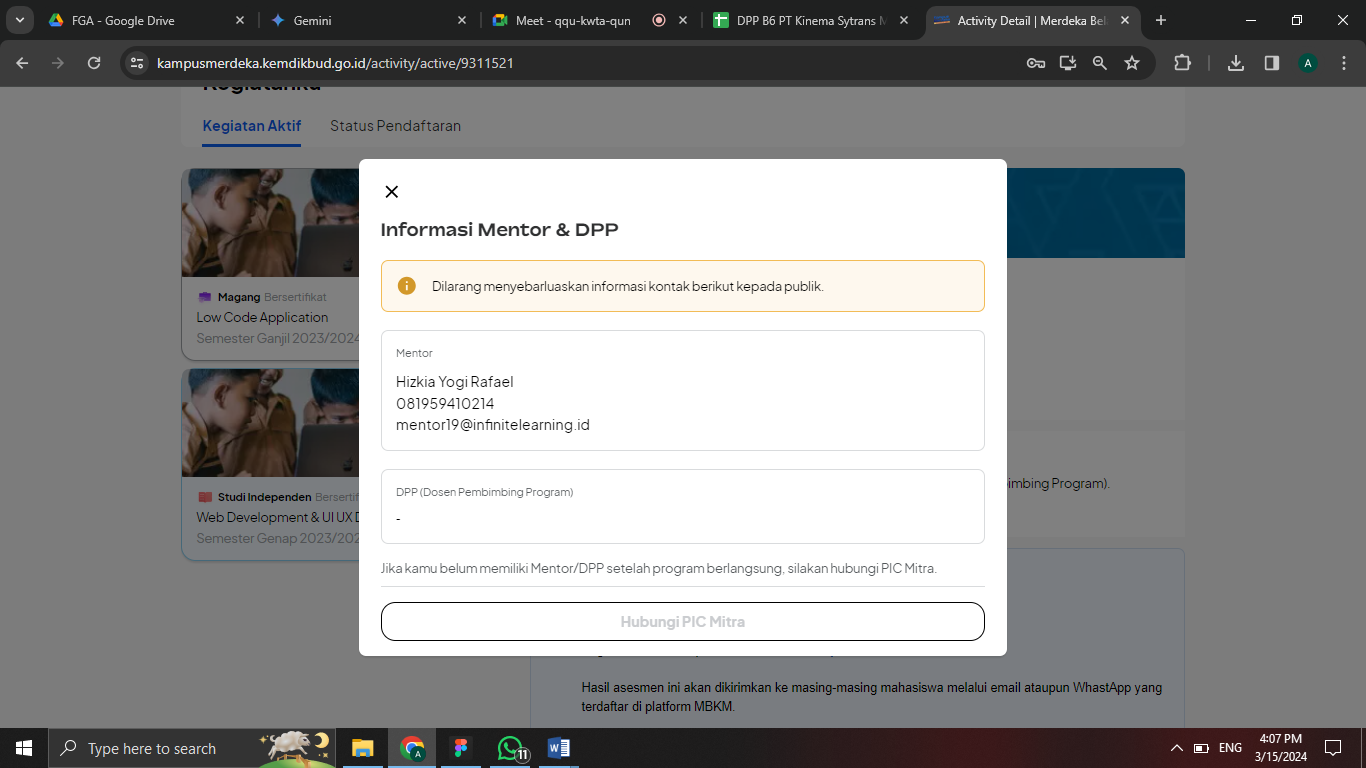 FGA - Google Drive
Gemini
Meet - qqu-kwta-qun
DPP B6 PT Kinema Sytrans M
Activity Detail | Merdeka Bel
kampusmerdeka.kemdikbud.go.id/activity/active/9311521
A
Kegiatanku
Kegiatan Aktif
Status Pendaftaran
Magang Bersertifikat
Low Code Application
Semester Ganjil 2023/2024
Studi Independen Bersertif
Web Development & UI UX D
Semester Genap 2023/202
Informasi Mentor & DPP
Dilarang menyebarluaskan informasi kontak berikut kepada publik.
Mentor
Hizkia Yogi Rafael
081959410214
mentor19@infinitelearning.id
DPP (Dosen Pembimbing Program)
-
Jika kamu belum memiliki Mentor/DPP setelah program berlangsung, silakan hubungi PIC Mitra.
Hubungi PIC Mitra
imbing Program).
Hasil asesmen ini akan dikirimkan ke masing-masing mahasiswa melalui email ataupun WhastApp yang
terdaftar di platform MBKM.
Type here to search
A
11
ENG
4:07 PM
3/15/2024